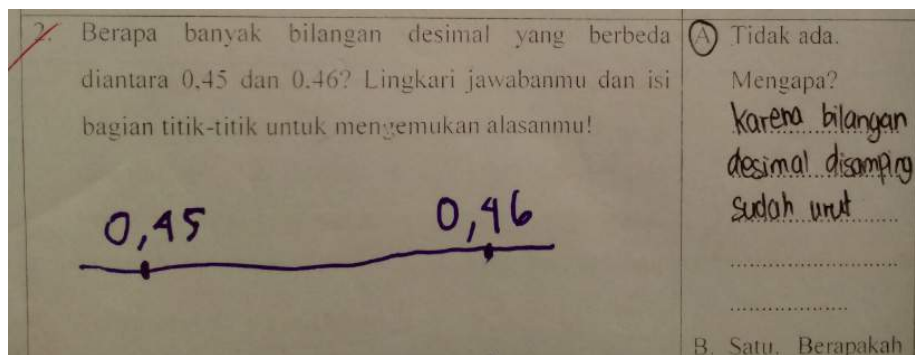 2. Berapa banyak bilangan desimal yang berbeda
diantara 0,45 dan 0.46? Lingkari jawabanmu dan isi
bagian titik-titik untuk mengemukan alasanmu!
0,45
0,46
A Tidak ada.
Mengapa?
karena bilangan
desimal disamping
sudah urut
B. Satu. Berapakah